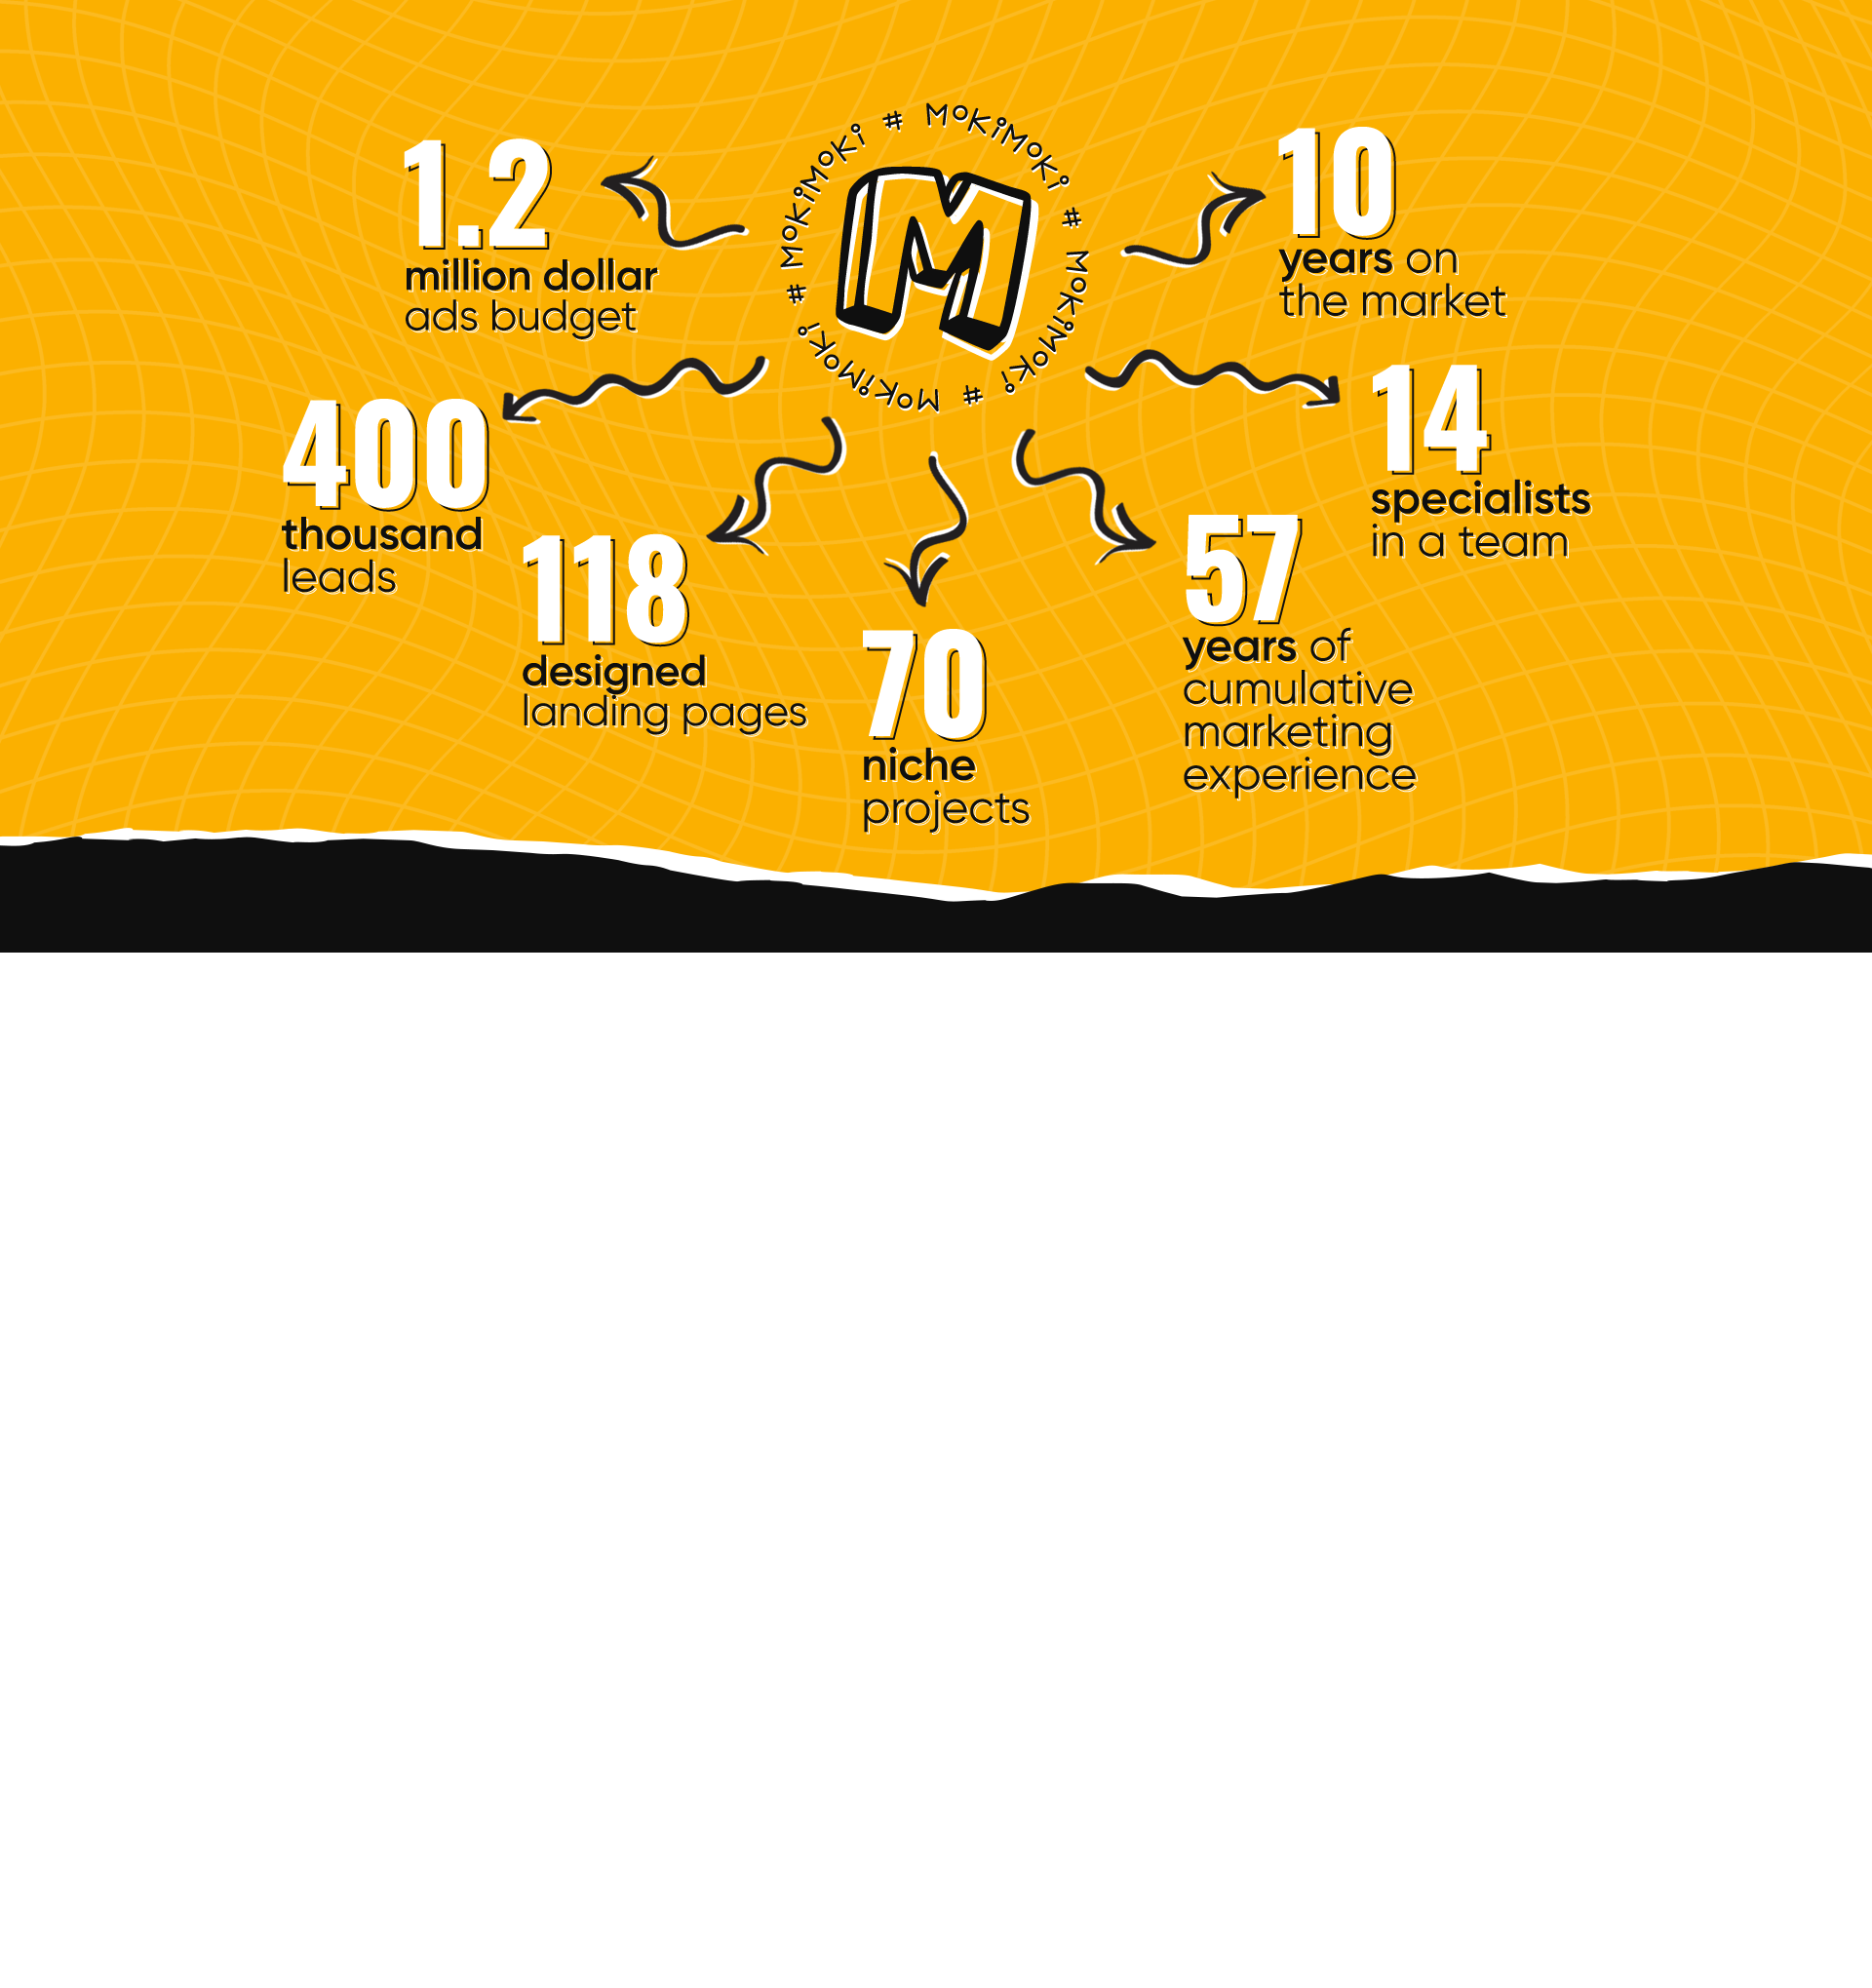 MoKiMoKi # MoKiMoKi # MoKiMoKi # MoKiMoKi #
M
1.2
million dollar
ads budget
10
years on
the market
400
thousand
leads
14
specialists
in a team
118
designed
landing pages
57
years of
cumulative
marketing
experience
70
niche
projects